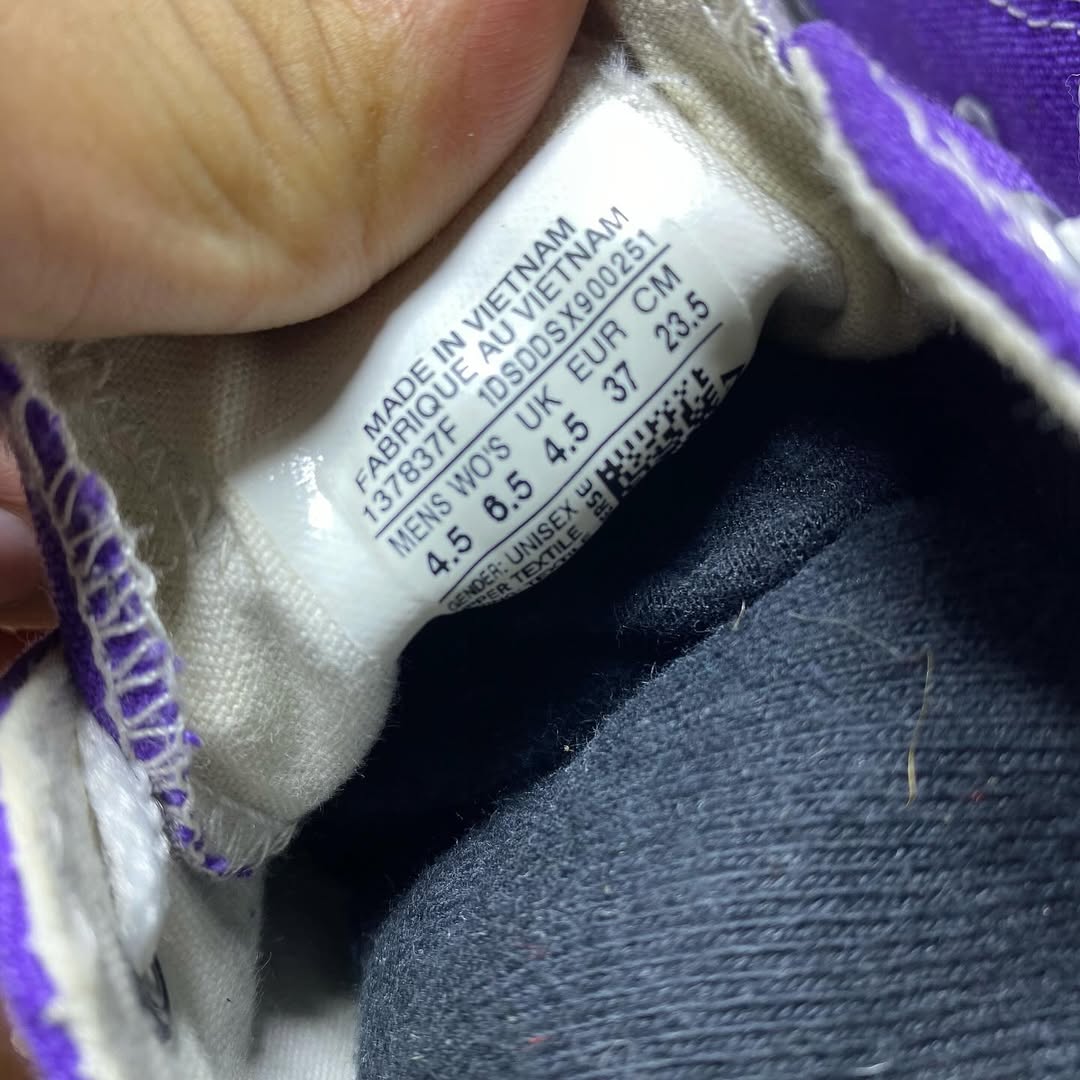 MADE IN VIETNAM
FABRIQUE AU VIETNAM
137837F 1DSDDSX900251
MENS WO'S UK EUR CM
4.5 6.5 4.5 37 23.5
GENDER: UNISEX
TEXTILE